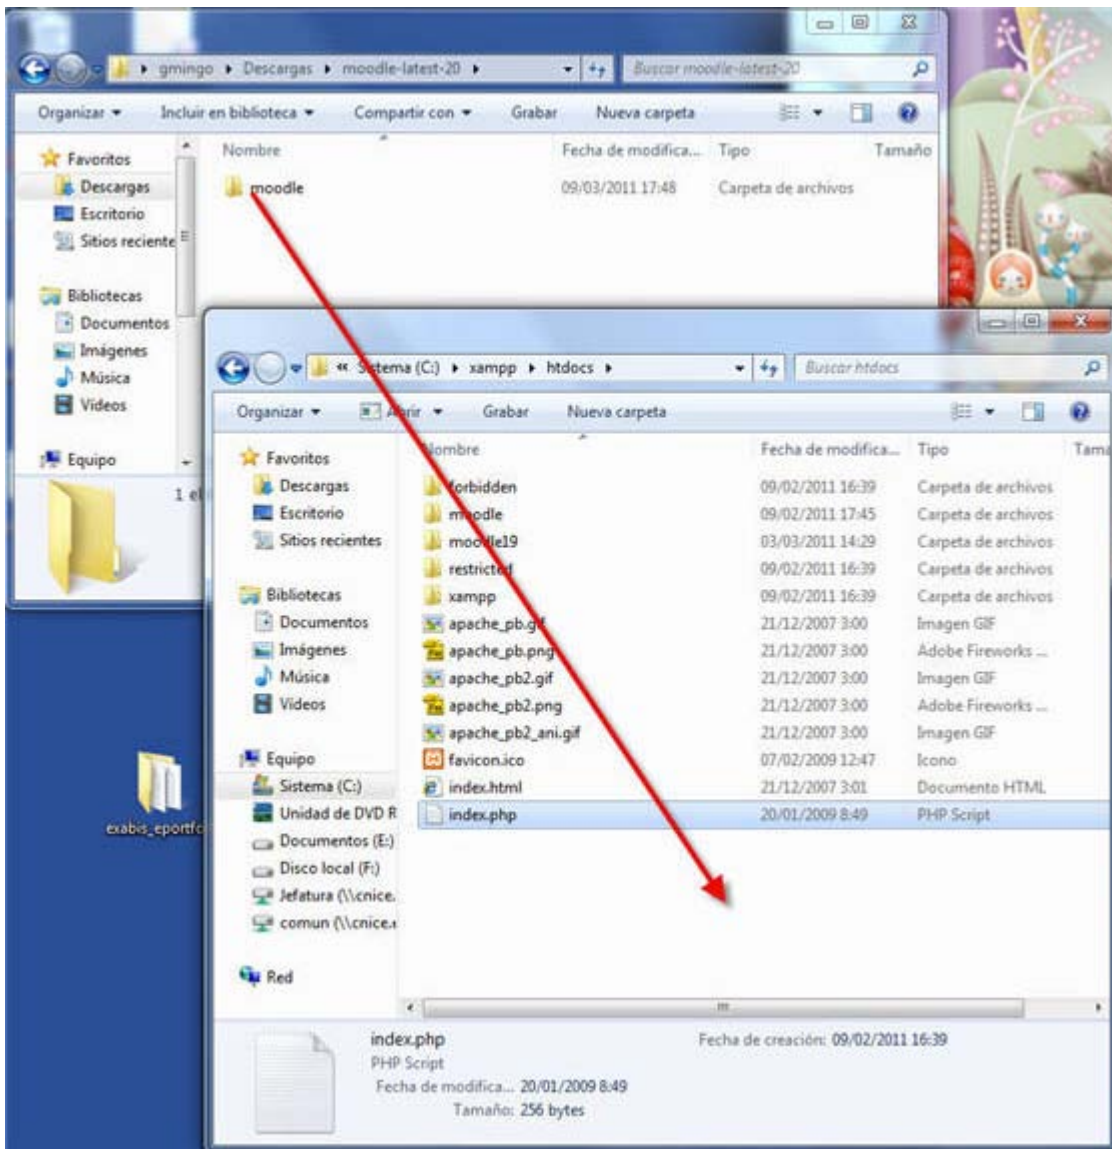 gmingo ▸ Descargas ▸ moodle-latest-20 ▸ Buscar moodle-latest-20
Organizar Incluir en biblioteca Compartir con Grabar Nueva carpeta
Favoritos
Descargas
Escritorio
Sitios reciente
Bibliotecas
Documentos
Imágenes
Música
Vídeos
Equipo
Nombre Fecha de modifica... Tipo Tamaño
moodle 09/03/2011 17:48 Carpeta de archivos
1 el
« Sistema (C:) ▸ xampp ▸ htdocs ▸ Buscar htdocs
Organizar Abrir Grabar Nueva carpeta
Favoritos
Descargas
Escritorio
Sitios recientes
Bibliotecas
Documentos
Imágenes
Música
Vídeos
Equipo
Sistema (C:)
Unidad de DVD R
Documentos (E:)
Disco local (F:)
Jefatura (\\cnice.
comun (\\cnice.e
Red
Nombre Fecha de modifica... Tipo Tama
forbidden 09/02/2011 16:39 Carpeta de archivos
moodle 09/02/2011 17:45 Carpeta de archivos
moodle19 03/03/2011 14:29 Carpeta de archivos
restricted 09/02/2011 16:39 Carpeta de archivos
xampp 09/02/2011 16:39 Carpeta de archivos
apache_pb.gif 21/12/2007 3:00 Imagen GIF
apache_pb.png 21/12/2007 3:00 Adobe Fireworks ...
apache_pb2.gif 21/12/2007 3:00 Imagen GIF
apache_pb2.png 21/12/2007 3:00 Adobe Fireworks ...
apache_pb2_ani.gif 21/12/2007 3:00 Imagen GIF
favicon.ico 07/02/2009 12:47 Icono
index.html 21/12/2007 3:01 Documento HTML
index.php 20/01/2009 8:49 PHP Script
index.php Fecha de creación: 09/02/2011 16:39
PHP Script
Fecha de modifica... 20/01/2009 8:49
Tamaño: 256 bytes
exabis_eportfo